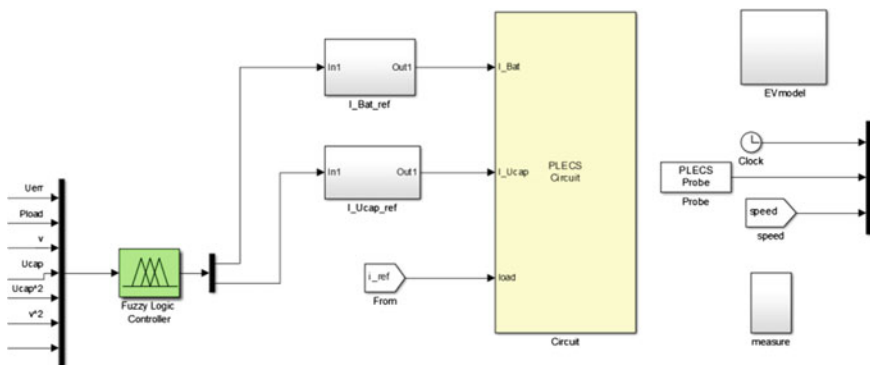 Uerr
Pload
v
Ucap
Ucap^2
v^2
Fuzzy Logic
Controller
In1
Out1
I_Bat_ref
In1
Out1
I_Ucap_ref
i_ref
From
I_Bat
I_Ucap
load
PLECS
Circuit
Circuit
EVmodel
Clock
PLECS
Probe
Probe
speed
speed
measure